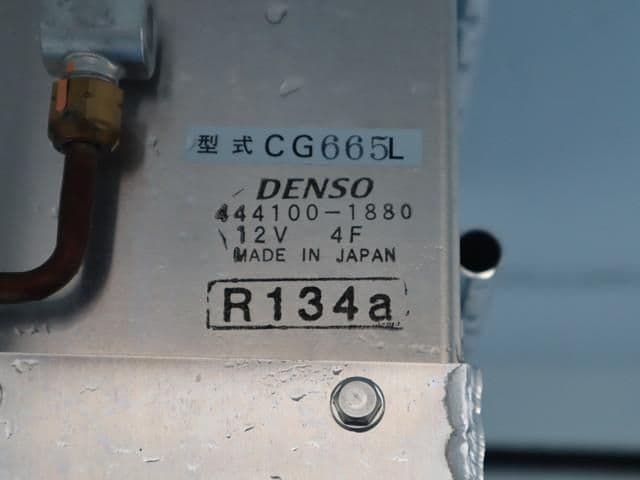 型式 CG665L
DENSO
444100-1880
12V 4F
MADE IN JAPAN
R134a